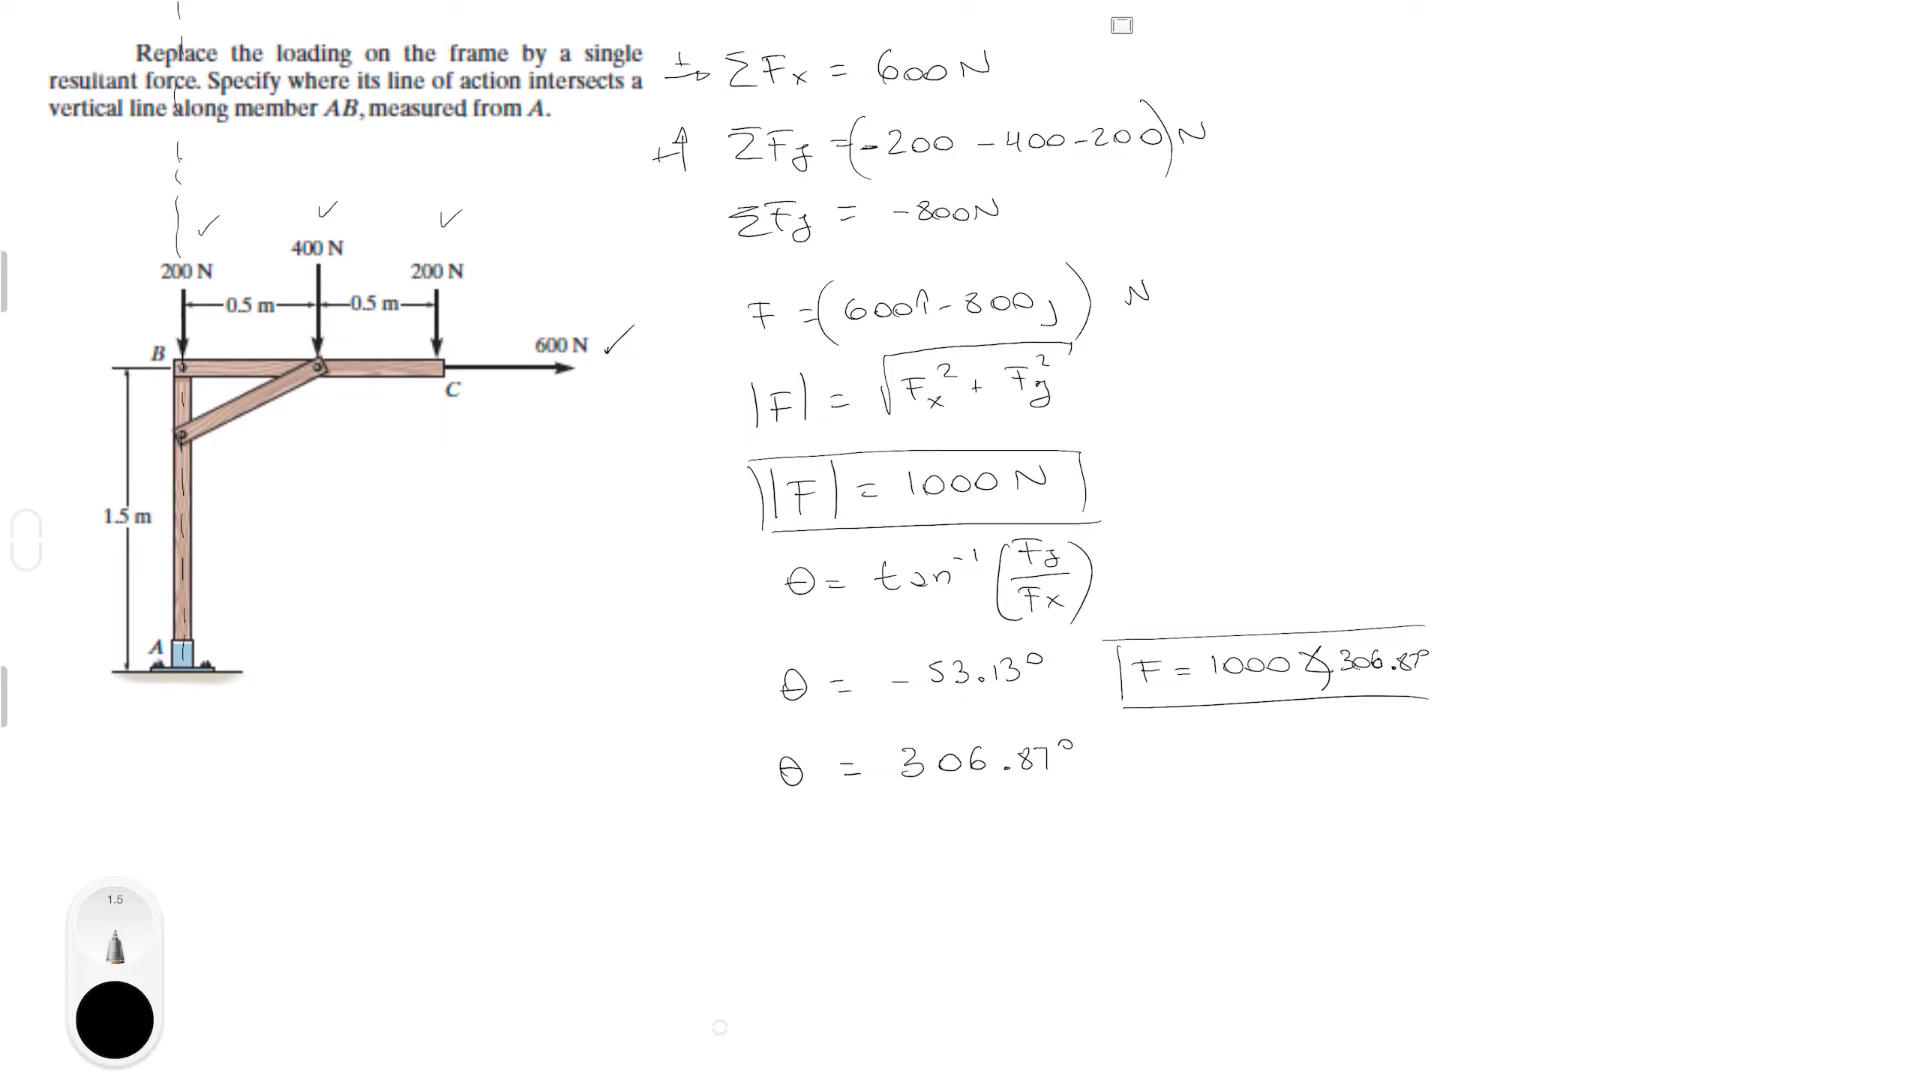 Replace the loading on the frame by a single
resultant force. Specify where its line of action intersects a
vertical line along member AB, measured from A.
400 N
200 N
200 N
0.5 m
0.5 m
B
600 N
C
1.5 m
A
+→ ΣFx = 600 N
+↑ ΣFy = (-200 - 400 - 200) N
ΣFy = -800N
F = (600î - 800j) N
|F| = √(Fx² + Fy²)
|F| = 1000 N
θ = tan⁻¹ (Fy/Fx)
θ = - 53.13°
F = 1000 ∡ 306.87°
θ = 306.87°
1.5